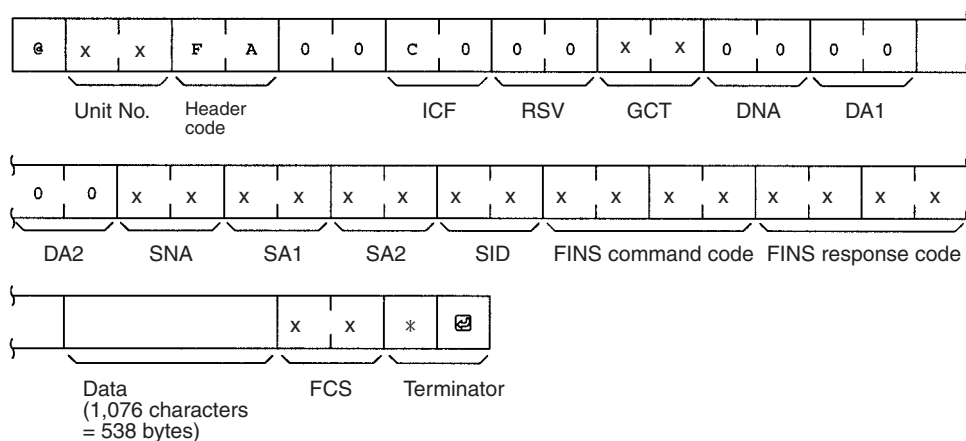 @ x x F A 0 0 C 0 0 0 x x 0 0 0 0
Unit No. Header code ICF RSV GCT DNA DA1
0 0 x x x x x x x x x x x x x x x x
DA2 SNA SA1 SA2 SID FINS command code FINS response code
x x * ↵
Data FCS Terminator
(1,076 characters
= 538 bytes)